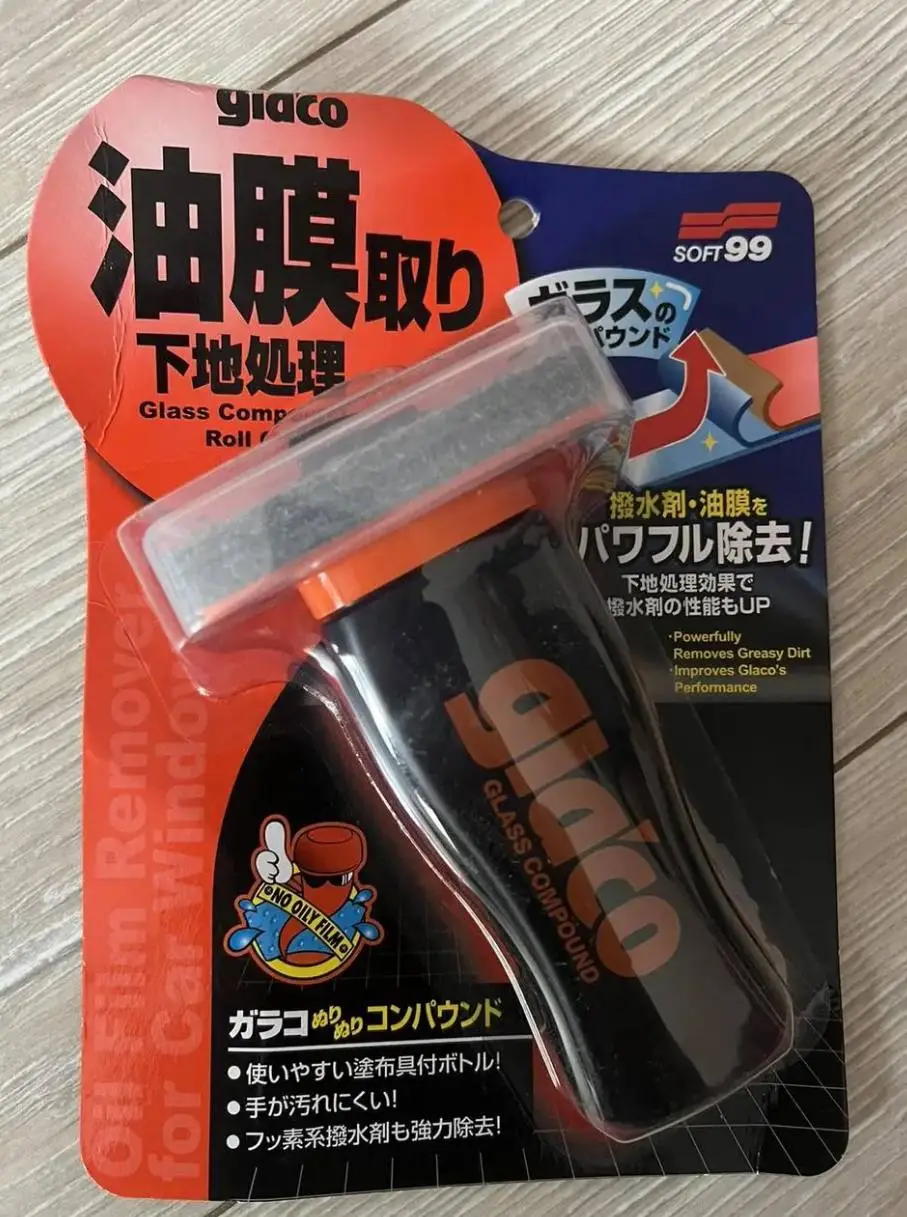 glaco
油膜取り
下地処理
Glass
Roll
SOFT99
ガラスの
パウンド
撥水剤・油膜を
パワフル除去!
下地処理効果で
撥水剤の性能もUP
・Powerfully
Removes Greasy Dirt
・Improves Glaco's
Performance
glaco
GLASS COMPOUND
Oil Film Remover
for Car Window
NO OILY FILM
ガラコぬりぬりコンパウンド
●使いやすい塗布具付ボトル!
●手が汚れにくい!
●フッ素系撥水剤も強力除去!